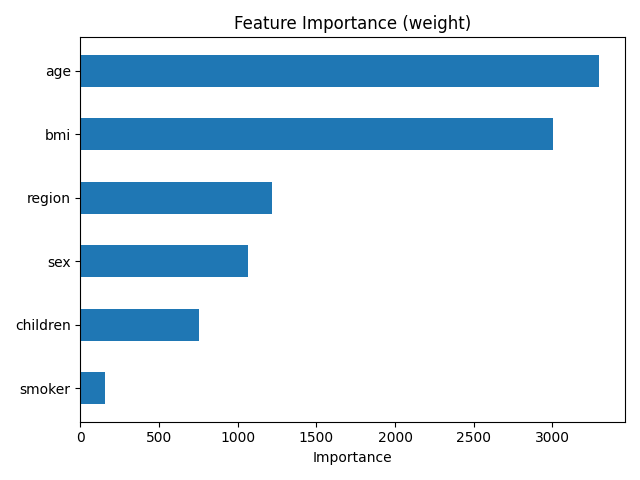 Feature Importance (weight)
age
bmi
region
sex
children
smoker
0 500 1000 1500 2000 2500 3000
Importance